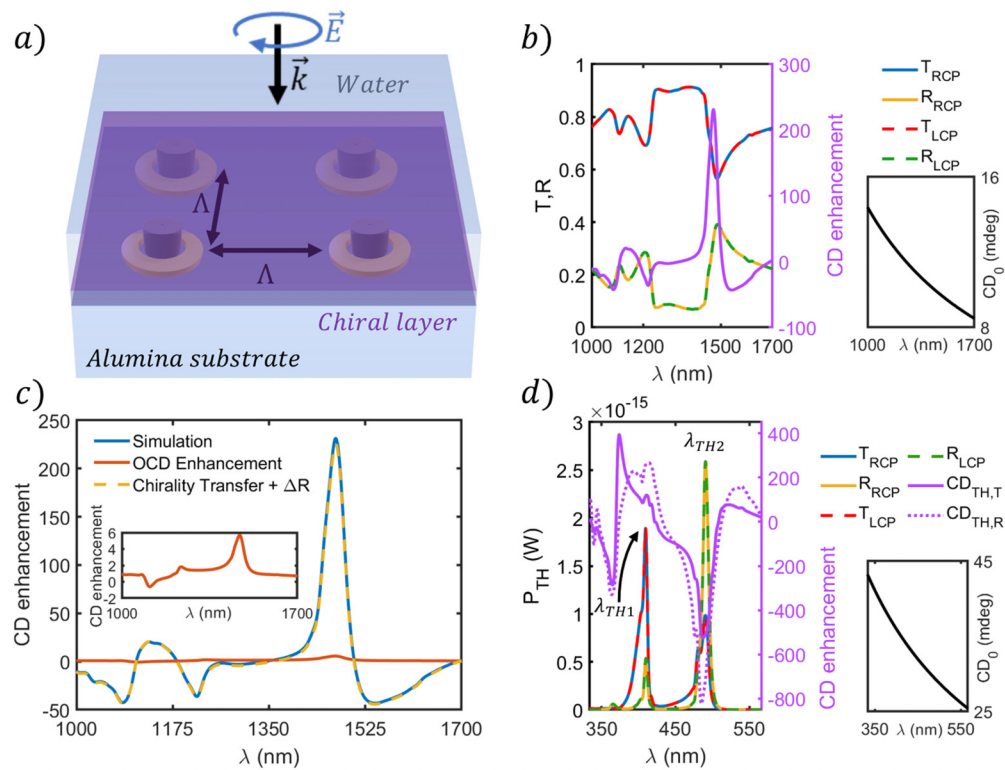 a)
E
k
Water
Λ
Λ
Chiral layer
Alumina substrate
b)
1
0.8
0.6
0.4
0.2
0
T,R
1000 1200 1500 1700
λ (nm)
300
200
100
0
-100
CD enhancement
T_RCP
R_RCP
T_LCP
R_LCP
16
8
CD_0 (mdeg)
1000 λ (nm) 1700
c)
250
200
150
100
50
0
-50
CD enhancement
Simulation
OCD Enhancement
Chirality Transfer + ΔR
6
4
2
0
-2
CD enhancement
λ (nm) 1700
1000 1175 1350 1525 1700
λ (nm)
d)
×10^-15
3
2.5
2
1.5
1
0.5
0
P_TH (W)
λ_TH2
λ_TH1
350 450 550
λ (nm)
400
200
0
-200
-400
-600
-800
CD enhancement
T_RCP
R_RCP
T_LCP
R_LCP
CD_TH,T
CD_TH,R
45
25
CD_0 (mdeg)
350 λ (nm) 550